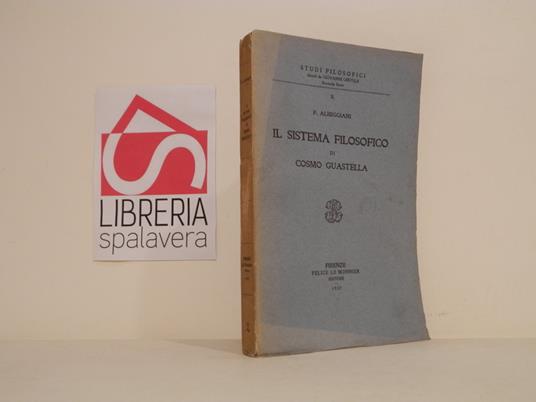 LIBRERIA
spalavera
STUDI FILOSOFICI
diretti da GIOVANNI GENTILE
X.
F. ALBEGGIANI
IL SISTEMA FILOSOFICO
DI
COSMO GUASTELLA
FIRENZE
FELICE LE MONNIER
EDITORE
1937